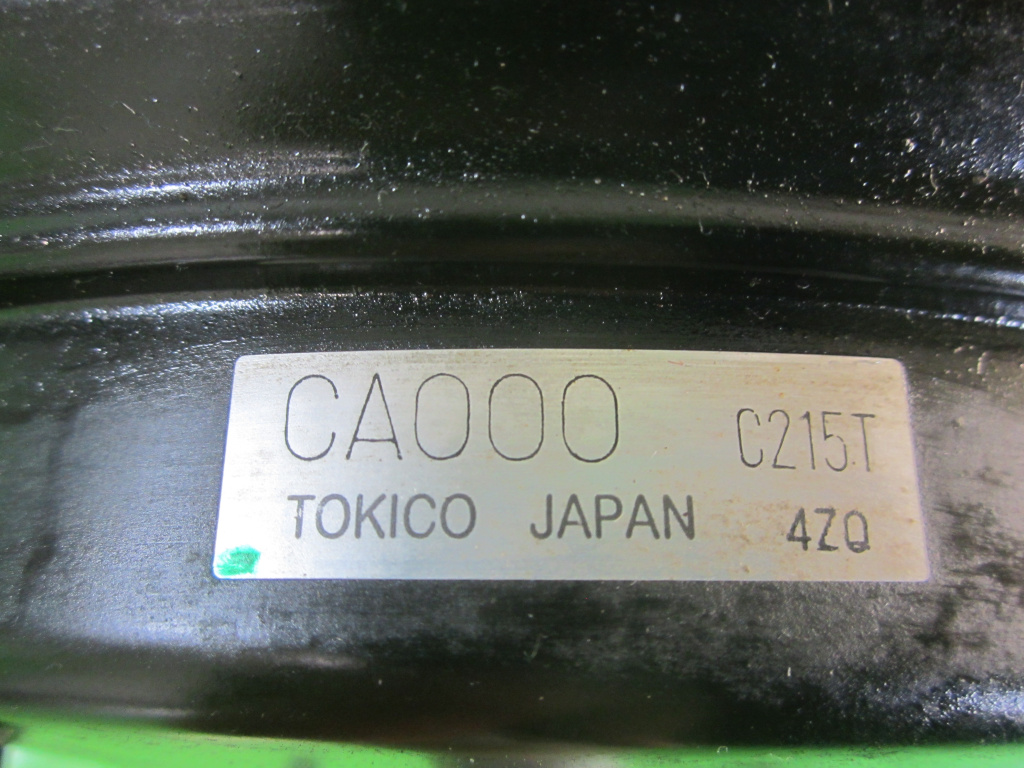 CA000 C215T
TOKICO JAPAN 4ZQ